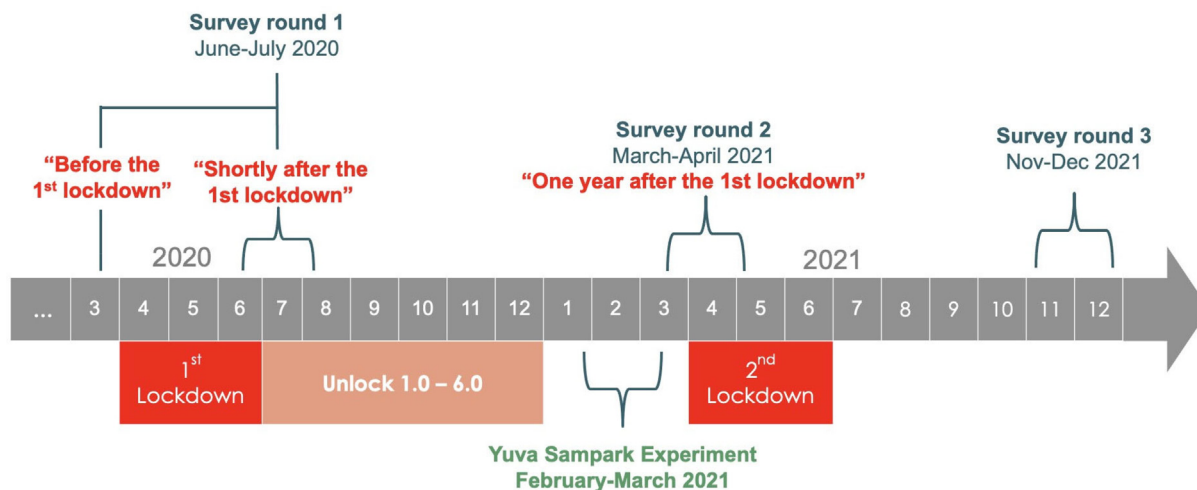 Survey round 1
June-July 2020
“Before the
1st lockdown”
“Shortly after the
1st lockdown”
Survey round 2
March-April 2021
“One year after the 1st lockdown”
Survey round 3
Nov-Dec 2021
2020
2021
... 3 4 5 6 7 8 9 10 11 12 1 2 3 4 5 6 7 8 9 10 11 12
1st
Lockdown
Unlock 1.0 – 6.0
2nd
Lockdown
Yuva Sampark Experiment
February-March 2021